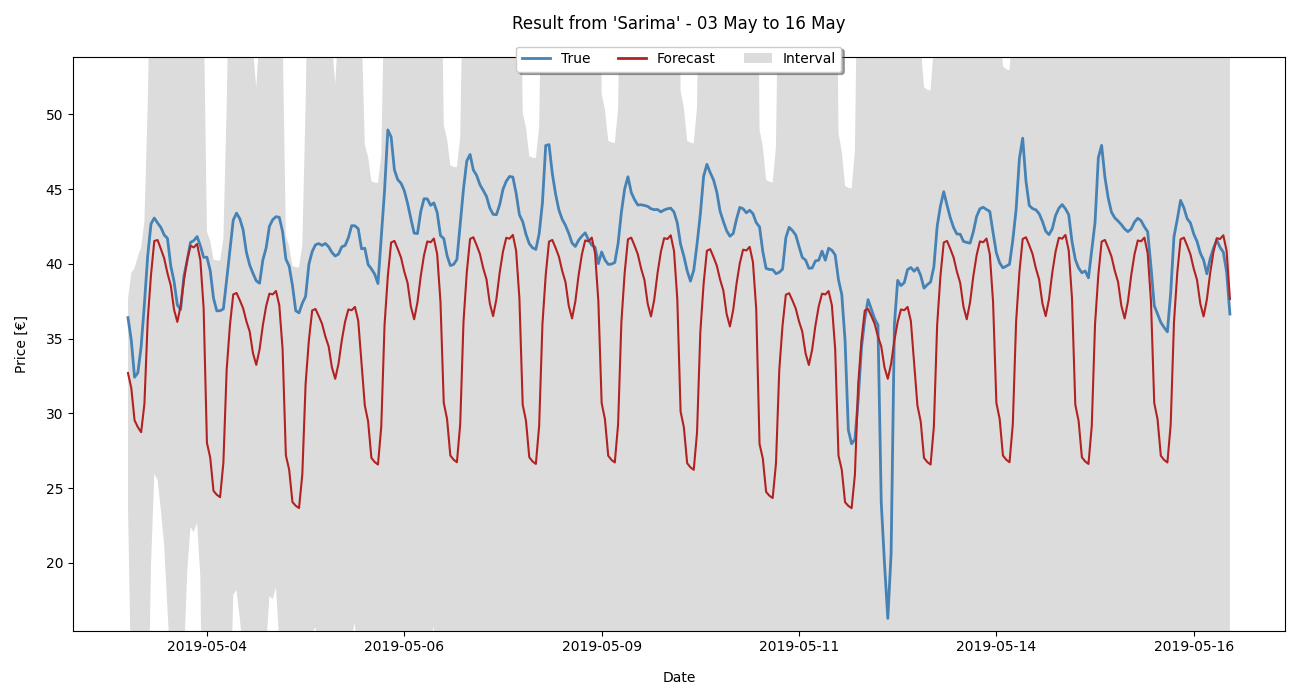 Result from 'Sarima' - 03 May to 16 May
True Forecast Interval
Price [€]
50
45
40
35
30
25
20
2019-05-04 2019-05-06 2019-05-09 2019-05-11 2019-05-14 2019-05-16
Date